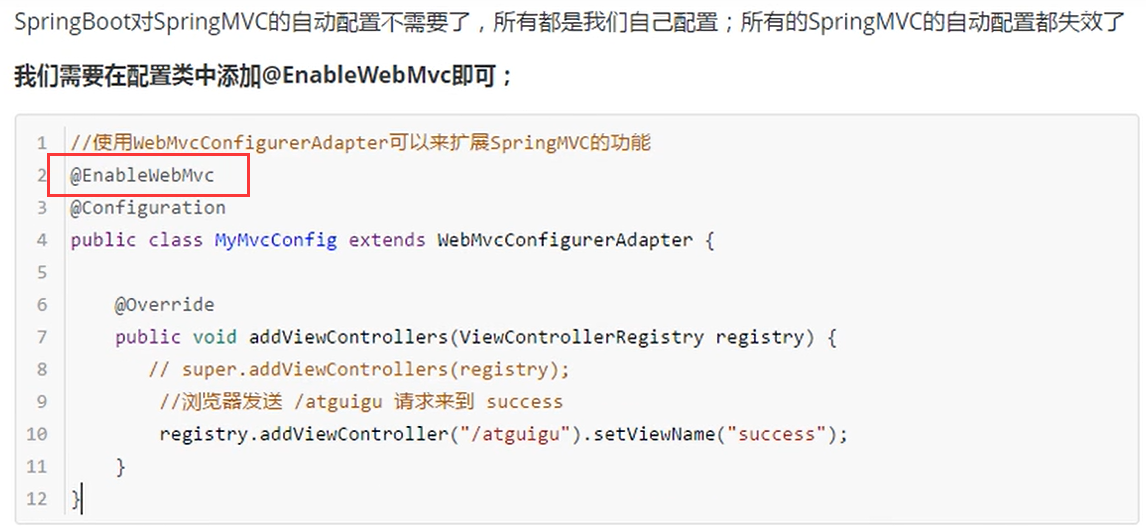 SpringBoot对SpringMVC的自动配置不需要了，所有都是我们自己配置；所有的SpringMVC的自动配置都失效了
我们需要在配置类中添加@EnableWebMvc即可；
1 //使用WebMvcConfigurerAdapter可以来扩展SpringMVC的功能
2 @EnableWebMvc
3 @Configuration
4 public class MyMvcConfig extends WebMvcConfigurerAdapter {
5
6     @Override
7     public void addViewControllers(ViewControllerRegistry registry) {
8        // super.addViewControllers(registry);
9         //浏览器发送 /atguigu 请求来到 success
10         registry.addViewController("/atguigu").setViewName("success");
11     }
12 }